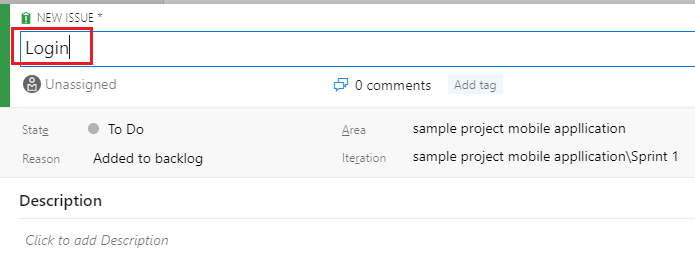 NEW ISSUE *
Login
Unassigned
0 comments
Add tag
State
To Do
Area
sample project mobile appllication
Reason
Added to backlog
Iteration
sample project mobile appllication\Sprint 1
Description
Click to add Description